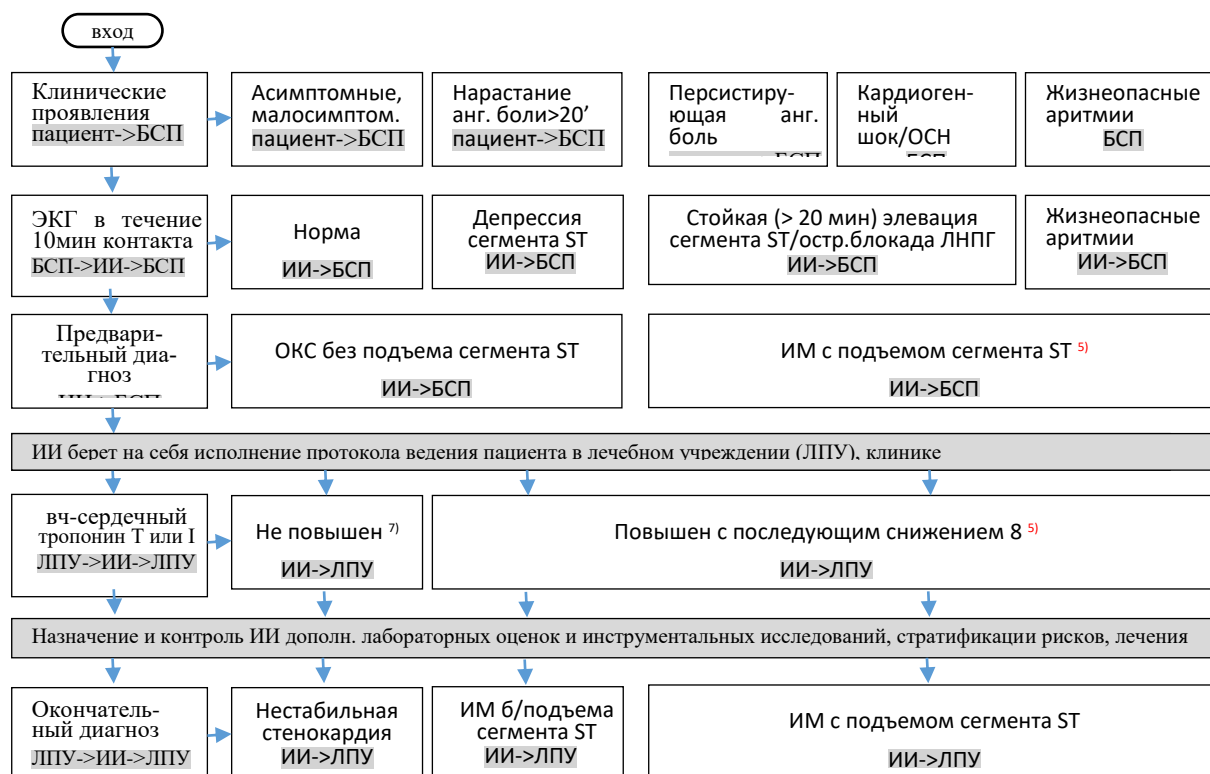 вход
Клинические
проявления
пациент->БСП
Асимптомные,
малосимптом.
пациент->БСП
Нарастание
анг. боли>20'
пациент->БСП
Персистиру-
ющая анг.
боль
Кардиоген-
ный
шок/ОСН
БСП
Жизнеопасные
аритмии
БСП
ЭКГ в течение
10мин контакта
БСП->ИИ->БСП
Норма
ИИ->БСП
Депрессия
сегмента ST
ИИ->БСП
Стойкая (> 20 мин) элевация
сегмента ST/остр.блокада ЛНПГ
ИИ->БСП
Жизнеопасные
аритмии
ИИ->БСП
Предвари-
тельный диа-
гноз
ИИ->БСП
ОКС без подъема сегмента ST
ИИ->БСП
ИМ с подъемом сегмента ST 5)
ИИ->БСП
ИИ берет на себя исполнение протокола ведения пациента в лечебном учреждении (ЛПУ), клинике
вч-сердечный
тропонин Т или I
ЛПУ->ИИ->ЛПУ
Не повышен 7)
ИИ->ЛПУ
Повышен с последующим снижением 8 5)
ИИ->ЛПУ
Назначение и контроль ИИ дополн. лабораторных оценок и инструментальных исследований, стратификации рисков, лечения
Окончатель-
ный диагноз
ЛПУ->ИИ->ЛПУ
Нестабильная
стенокардия
ИИ->ЛПУ
ИМ б/подъема
сегмента ST
ИИ->ЛПУ
ИМ с подъемом сегмента ST
ИИ->ЛПУ